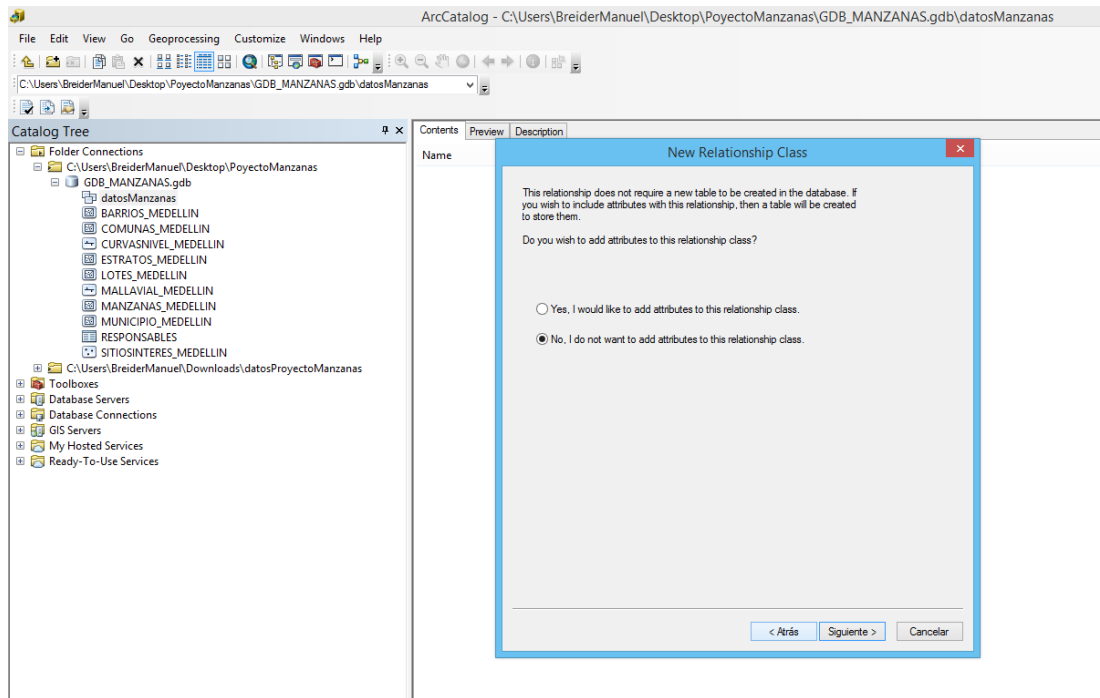 ArcCatalog - C:\Users\BreiderManuel\Desktop\PoyectoManzanas\GDB_MANZANAS.gdb\datosManzanas
File Edit View Go Geoprocessing Customize Windows Help
C:\Users\BreiderManuel\Desktop\PoyectoManzanas\GDB_MANZANAS.gdb\datosManzanas
Catalog Tree
Folder Connections
C:\Users\BreiderManuel\Desktop\PoyectoManzanas
GDB_MANZANAS.gdb
datosManzanas
BARRIOS_MEDELLIN
COMUNAS_MEDELLIN
CURVASNIVEL_MEDELLIN
ESTRATOS_MEDELLIN
LOTES_MEDELLIN
MALLAVIAL_MEDELLIN
MANZANAS_MEDELLIN
MUNICIPIO_MEDELLIN
RESPONSABLES
SITIOSINTERES_MEDELLIN
C:\Users\BreiderManuel\Downloads\datosProyectoManzanas
Toolboxes
Database Servers
Database Connections
GIS Servers
My Hosted Services
Ready-To-Use Services
Contents Preview Description
Name
New Relationship Class
This relationship does not require a new table to be created in the database. If
you wish to include attributes with this relationship, then a table will be created
to store them.
Do you wish to add attributes to this relationship class?
Yes, I would like to add attributes to this relationship class.
No, I do not want to add attributes to this relationship class.
< Atrás Siguiente > Cancelar